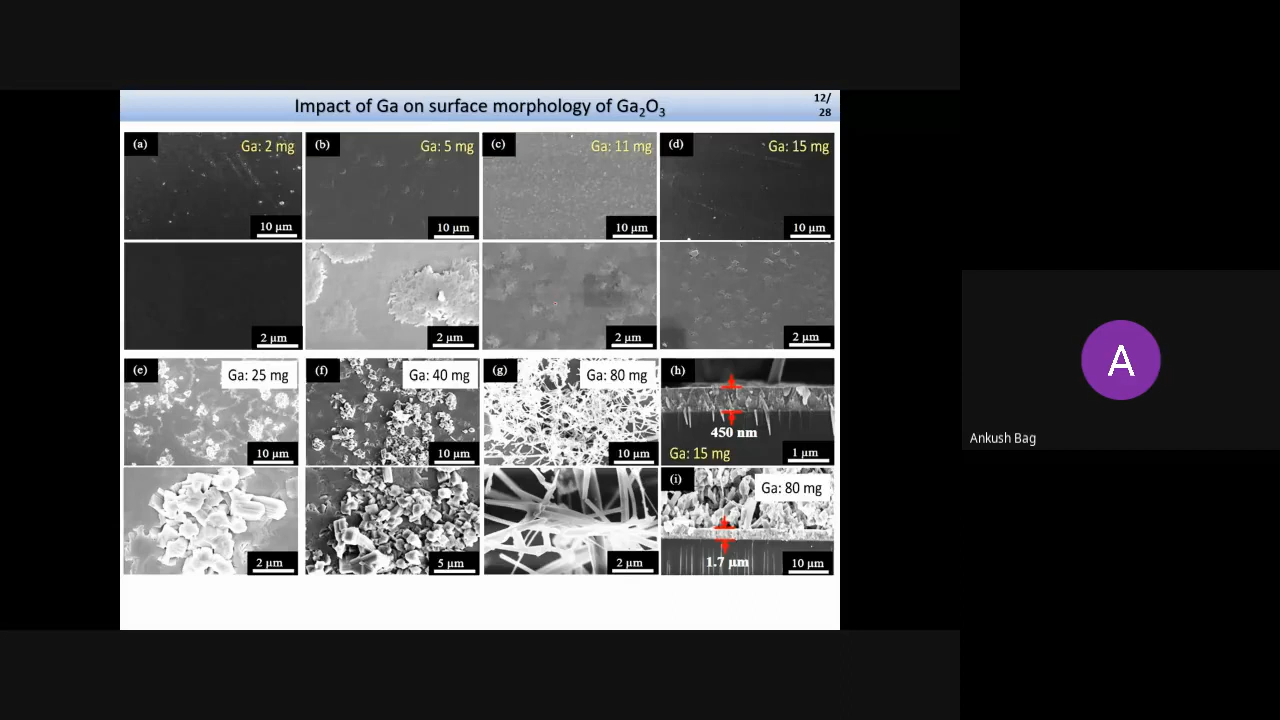 Impact of Ga on surface morphology of Ga₂O₃
12/
28
(a)
Ga: 2 mg
10 μm
(b)
Ga: 5 mg
10 μm
(c)
Ga: 11 mg
10 μm
(d)
Ga: 15 mg
10 μm
2 μm
2 μm
2 μm
2 μm
(e)
Ga: 25 mg
10 μm
(f)
Ga: 40 mg
10 μm
(g)
Ga: 80 mg
10 μm
(h)
450 nm
Ga: 15 mg
1 μm
2 μm
5 μm
2 μm
(i)
Ga: 80 mg
1.7 μm
10 μm
A
Ankush Bag